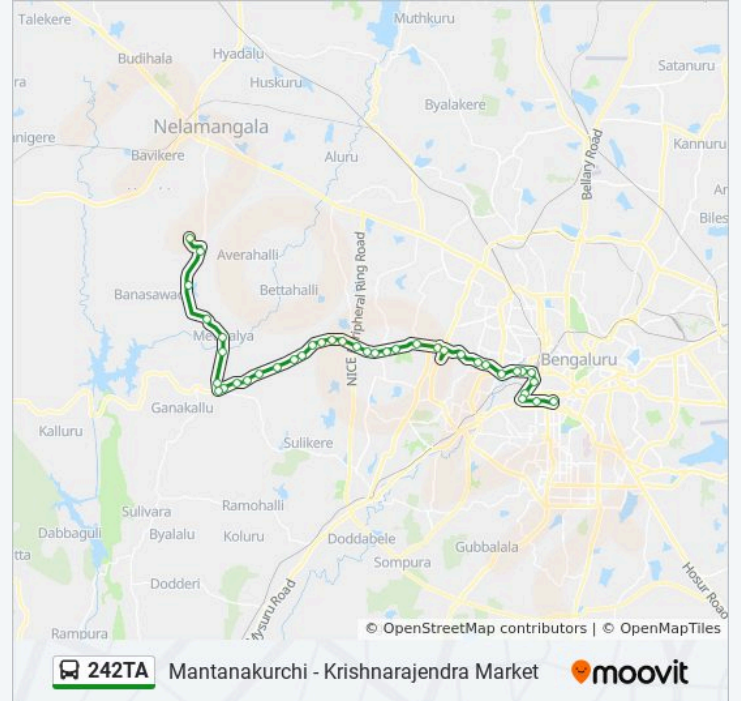 Talekere
Muthkuru
Budihala
Hyadalu
Huskuru
Satanuru
Byalakere
Nelamangala
Bavikere
Aluru
Kannuru
Bellary Road
Averahalli
Bettahalli
NICE
ripheral Ring Road
Bengaluru
Ganakallu
Kalluru
Sulikere
Sulivara
Ramohalli
Dabbaguli
Byalalu
Koluru
Doddabele
Gubbalala
Sompura
Dodderi
Hosur Road
Mysuru Road
Rampura
© OpenStreetMap contributors | © OpenMapTiles
242TA Mantanakurchi - Krishnarajendra Market moovit